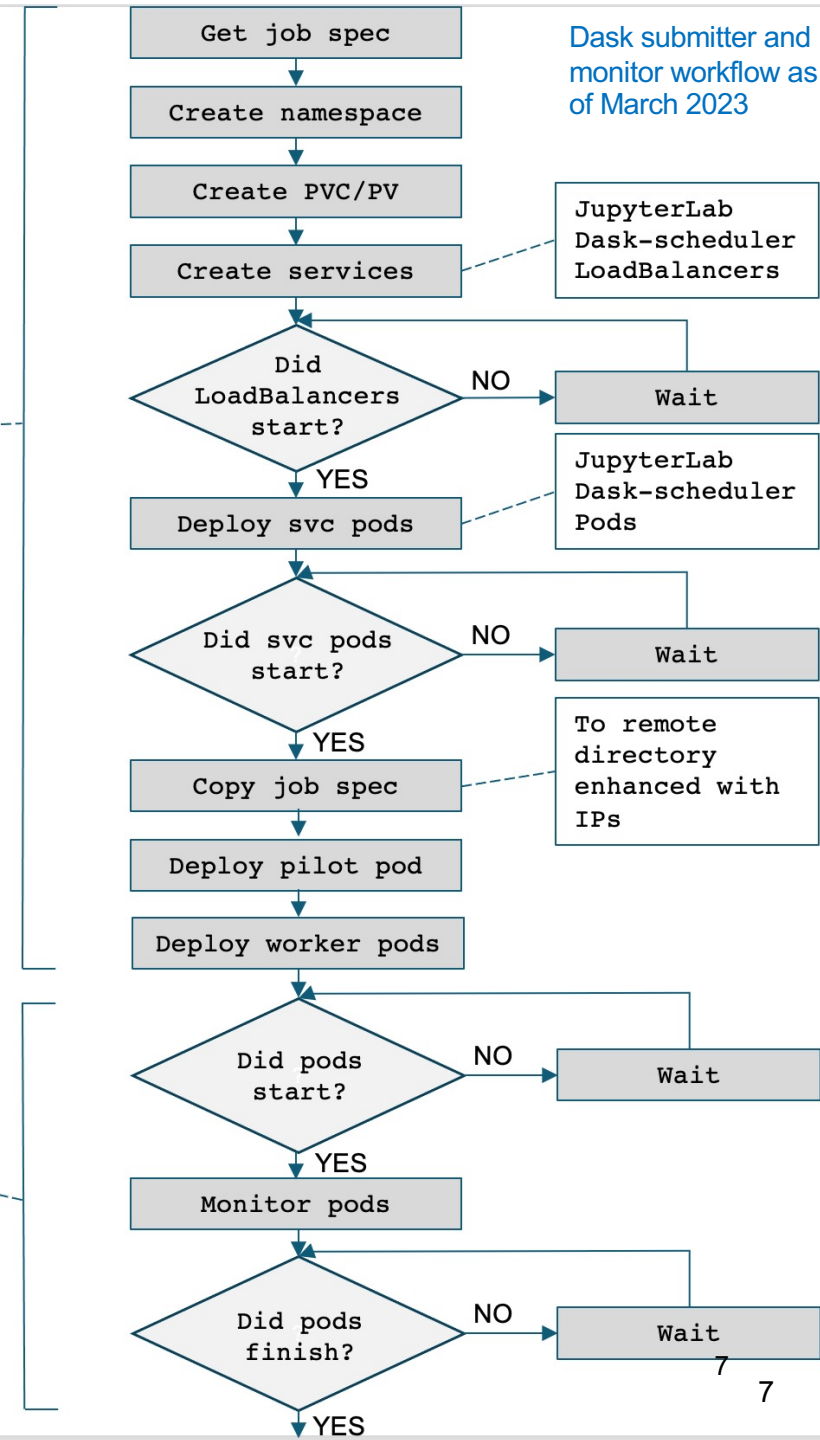 Get job spec
Dask submitter and
monitor workflow as
of March 2023
Create namespace
Create PVC/PV
Create services
JupyterLab
Dask-scheduler
LoadBalancers
Did
LoadBalancers
start?
NO
Wait
YES
Deploy svc pods
JupyterLab
Dask-scheduler
Pods
Did svc pods
start?
NO
Wait
YES
Copy job spec
To remote
directory
enhanced with
IPs
Deploy pilot pod
Deploy worker pods
Did pods
start?
NO
Wait
YES
Monitor pods
Did pods
finish?
NO
Wait
7
7
YES